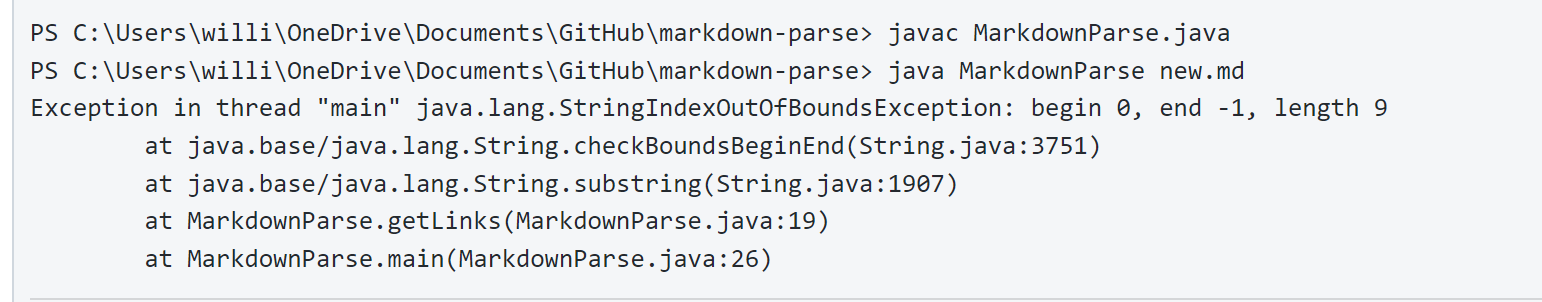 PS C:\Users\willi\OneDrive\Documents\GitHub\markdown-parse> javac MarkdownParse.java
PS C:\Users\willi\OneDrive\Documents\GitHub\markdown-parse> java MarkdownParse new.md
Exception in thread "main" java.lang.StringIndexOutOfBoundsException: begin 0, end -1, length 9
        at java.base/java.lang.String.checkBoundsBeginEnd(String.java:3751)
        at java.base/java.lang.String.substring(String.java:1907)
        at MarkdownParse.getLinks(MarkdownParse.java:19)
        at MarkdownParse.main(MarkdownParse.java:26)